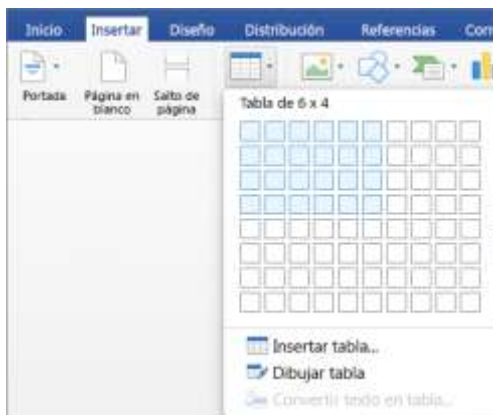 Inicio Insertar Diseño Distribución Referencias
Portada Página en blanco Salto de página
Tabla de 6 x 4
Insertar tabla...
Dibujar tabla
Convertir texto en tabla...